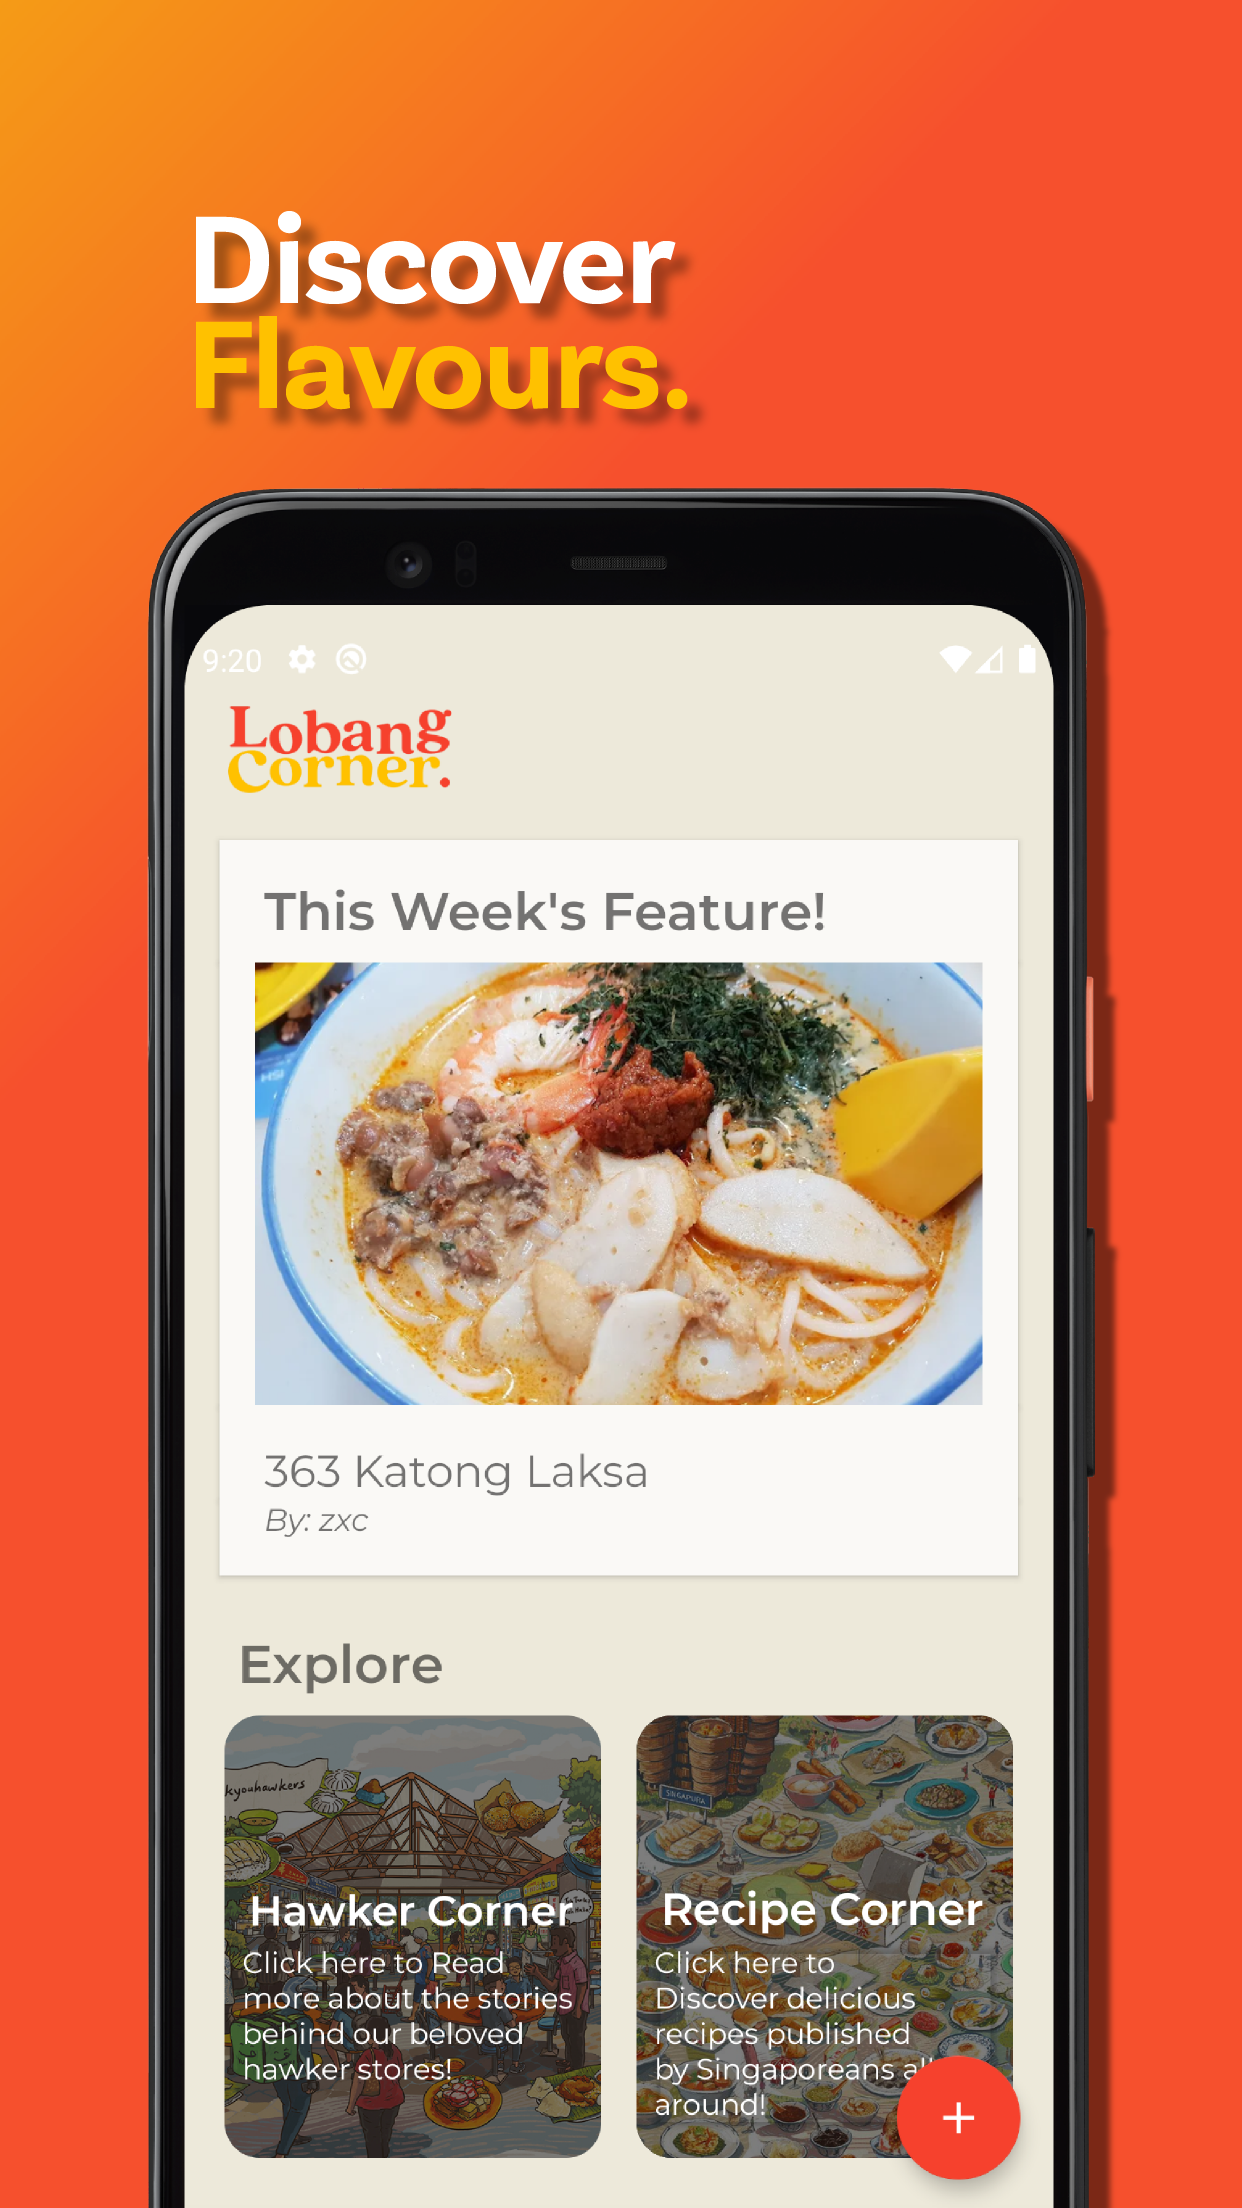 Discover
Flavours.
9:20
Lobang
Corner.
This Week's Feature!
363 Katong Laksa
By: zxc
Explore
kyouhawkers
SINGAPURA
Hawker Corner
Click here to Read
more about the stories
behind our beloved
hawker stores!
Recipe Corner
Click here to
Discover delicious
recipes published
by Singaporeans al
around!
+